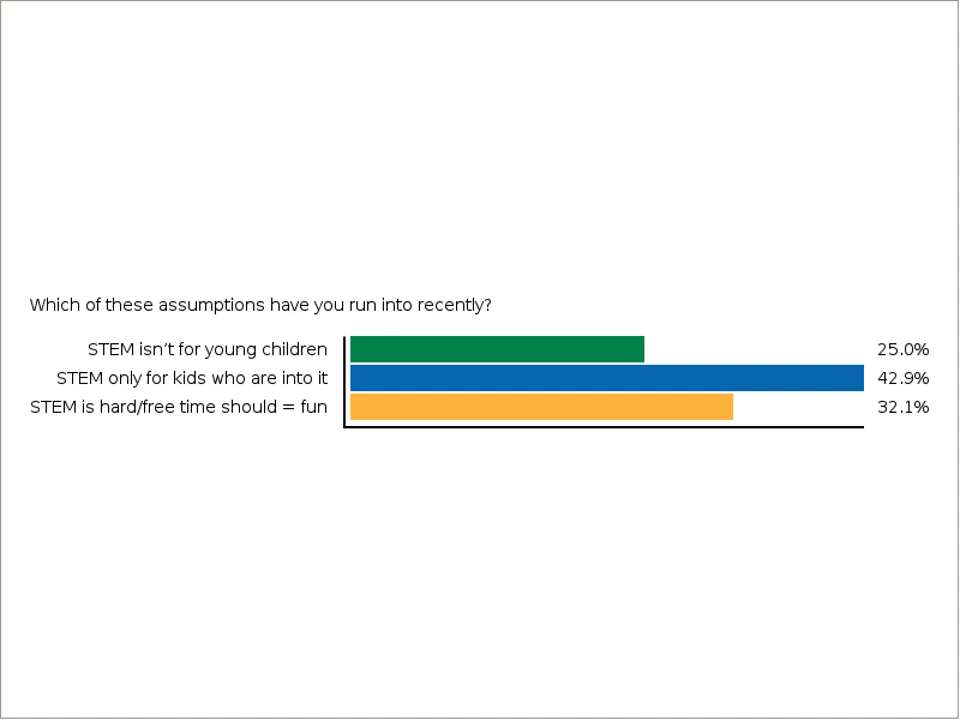 Which of these assumptions have you run into recently?
STEM isn’t for young children 25.0%
STEM only for kids who are into it 42.9%
STEM is hard/free time should = fun 32.1%